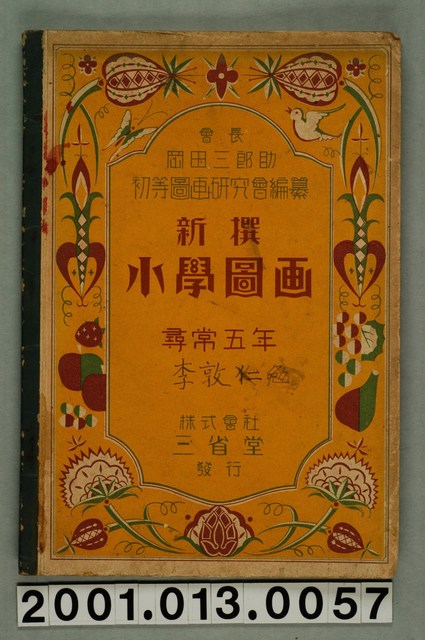 會長
岡田三郎助
初等圖画研究會編纂
新撰
小學圖画
尋常五年
李敦仁
株式會社
三省堂
發行
2001.013.0057